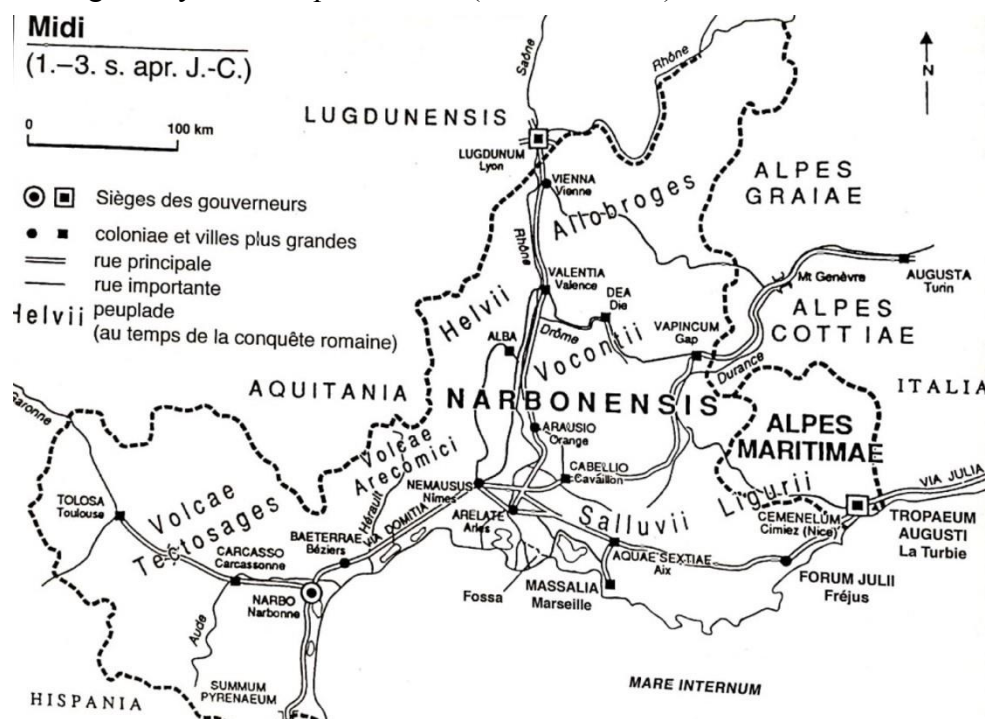 Midi
(1.–3. s. apr. J.-C.)
0 100 km
Sièges des gouverneurs
coloniae et villes plus grandes
rue principale
rue importante
Helvii peuplade
(au temps de la conquête romaine)
N
Saône
Rhône
LUGDUNENSIS
LUGDUNUM
Lyon
VIENNA
Vienne
Allobroges
ALPES
GRAIAE
Rhône
VALENTIA
Valence
DEA
Die
Mt Genèvre
AUGUSTA
Turin
ALPES
COTTIAE
Helvii
ALBA
Drôme
Vocontii
VAPINCUM
Gap
Durance
ITALIA
AQUITANIA
NARBONENSIS
ALPES
MARITIMAE
ARAUSIO
Orange
Volcae
Arecomici
CABELLIO
Cavaillon
NEMAUSUS
Nîmes
Ligurii
VIA JULIA
TOLOSA
Toulouse
Volcae
Tectosages
Hérault
VIA DOMITIA
ARELATE
Arles
Salluvii
CEMENELUM
Cimiez (Nice)
TROPAEUM
AUGUSTI
La Turbie
BAETERRAE
Béziers
CARCASSO
Carcassonne
AQUAE SEXTIAE
Aix
NARBO
Narbonne
Fossa
MASSALIA
Marseille
FORUM JULII
Fréjus
Aude
SUMMUM
PYRENAEUM
HISPANIA
MARE INTERNUM